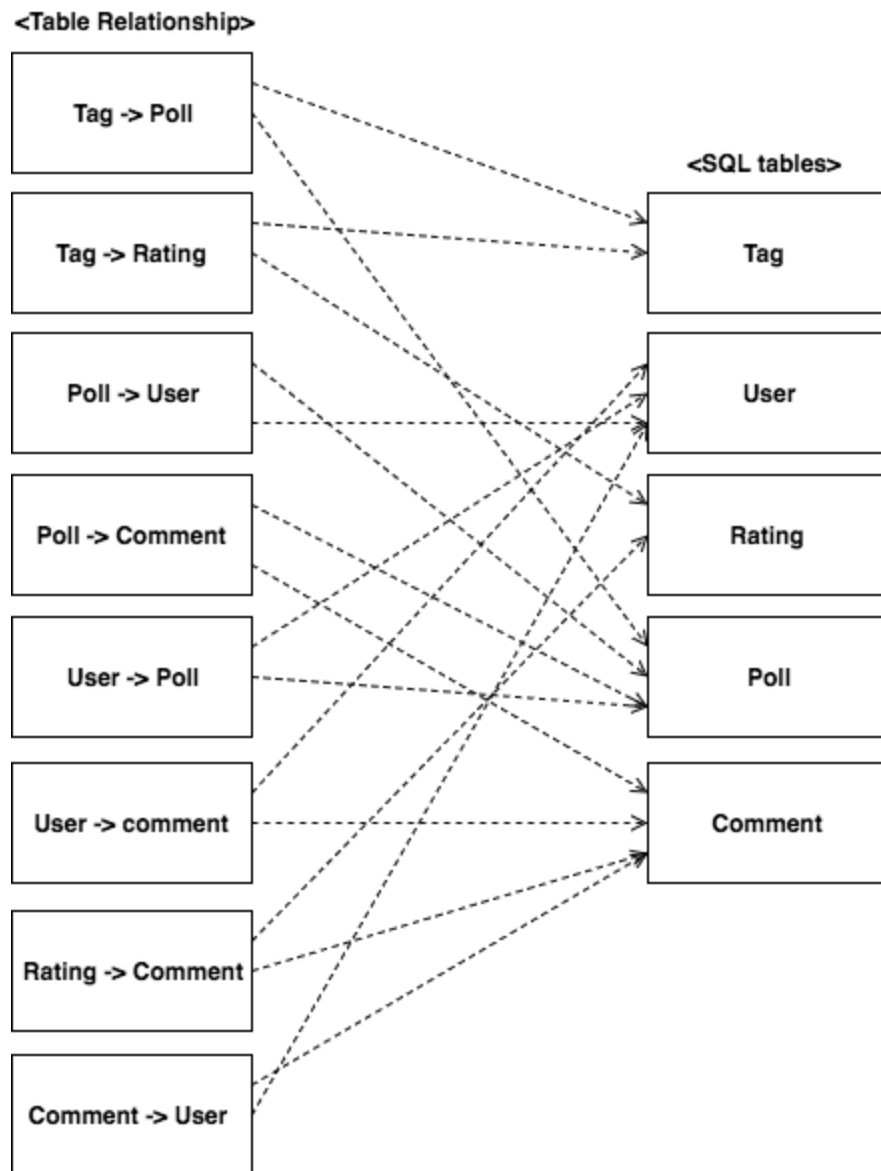 <Table Relationship>
Tag -> Poll
<SQL tables>
Tag -> Rating
Tag
Poll -> User
User
Poll -> Comment
Rating
User -> Poll
Poll
User -> comment
Comment
Rating -> Comment
Comment -> User